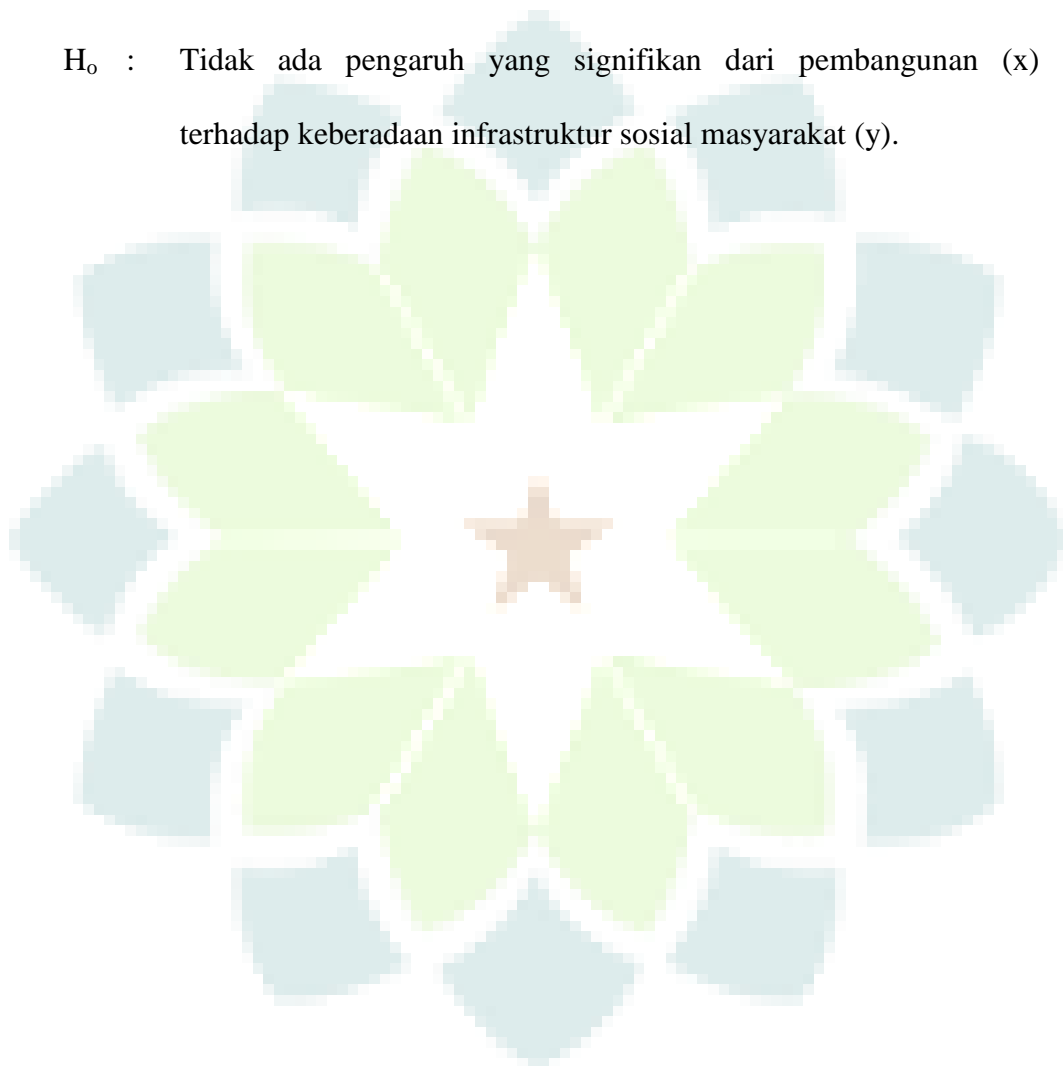 Hₒ : Tidak ada pengaruh yang signifikan dari pembangunan (x)
terhadap keberadaan infrastruktur sosial masyarakat (y).